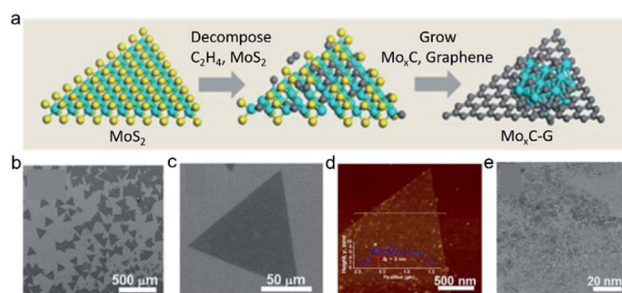 a
Decompose
C₂H₄, MoS₂
Grow
MoₓC, Graphene
MoS₂
MoₓC-G
b
c
d
e
500 µm
50 µm
500 nm
20 nm